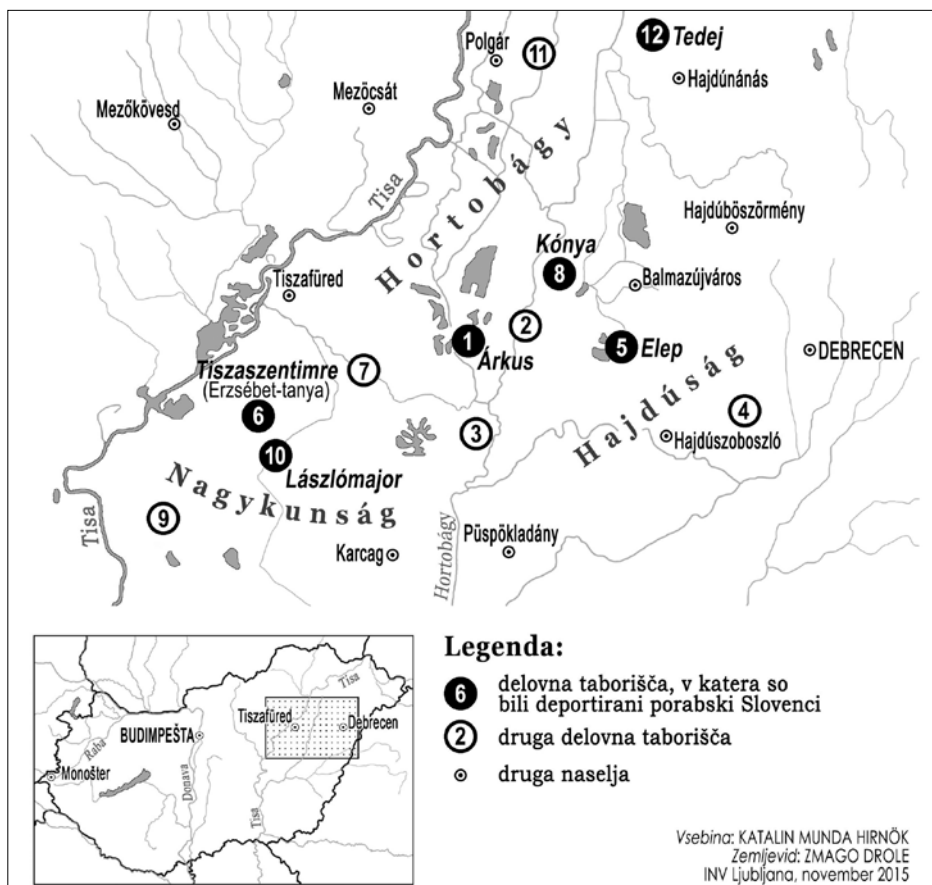 Polgár
11
12 Tedej
Hajdúnánás
Mezőkövesd
Mezöcsát
Tisa
Hortobágy
Hajdúböszörmény
Kónya
8
Balmazújváros
Tiszafüred
2
1
Árkus
5 Elep
DEBRECEN
7
Tiszaszentimre
(Erzsébet-tanya)
6
3
4
Hajdúság
Hajdúszoboszló
10
Lászlómajor
Nagykunság
9
Tisa
Karcag
Hortobágy
Püspökladány
Tisa
Tiszafüred
Debrecen
BUDIMPEŠTA
Raba
Monošter
Donava
Tisa
Legenda:
6 delovna taborišča, v katera so
bili deportirani porabski Slovenci
2 druga delovna taborišča
druga naselja
Vsebina: KATALIN MUNDA HIRNÖK
Zemljevid: ZMAGO DROLE
INV Ljubljana, november 2015